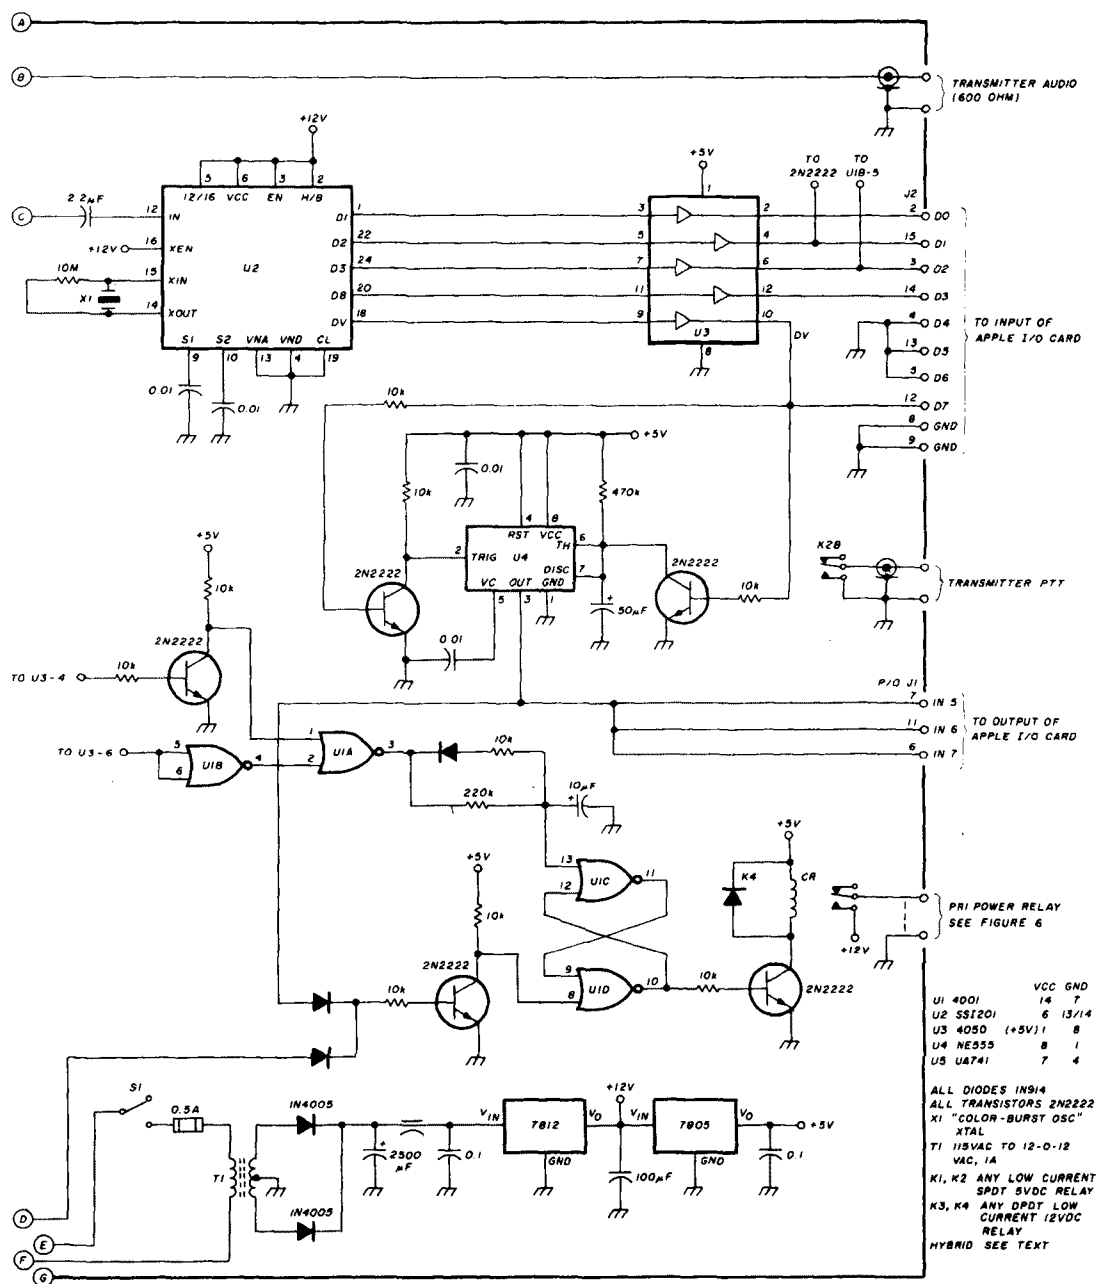 A
B
TRANSMITTER AUDIO
(600 OHM)
+12V
+5V
TO
2N2222
TO
U1B-5
J2
5 6 3 2
12/16 VCC EN H/B
1
C
2.2μF
12 IN
+12V 16 XEN
10M
15 XIN
X1
14 XOUT
U2
D1 1
D2 22
D3 24
D8 20
DV 18
S1 S2 VNA VND CL
9 10 13 4 19
0.01
0.01
3 2
5 4
7 6
11 12
9 10
U3
8
DV
2 D0
15 D1
3 D2
14 D3
4 D4
13 D5
5 D6
12 D7
8 GND
9 GND
TO INPUT OF
APPLE I/O CARD
10k
+5V
0.01
10k
470k
4 8
RST VCC
2 TRIG U4 TH 6
DISC 7
VC OUT GND
5 3 1
2N2222
2N2222
10k
50μF
+
0.01
K2B
TRANSMITTER PTT
+5V
10k
2N2222
TO U3-4
10k
TO U3-6
5
6
U1B
4
1
2
U1A
3
10k
220k
10μF
+
P/O J1
7 IN 5
11 IN 6
6 IN 7
TO OUTPUT OF
APPLE I/O CARD
13
12
U1C
11
+5V
10k
2N2222
10k
9
8
U1D
10
10k
+5V
K4
CR
2N2222
+12V
PRI POWER RELAY
SEE FIGURE 6
VCC GND
U1 4001 14 7
U2 SSI201 6 13/14
U3 4050 (+5V) 1 8
U4 NE555 8 1
U5 UA741 7 4
ALL DIODES 1N914
ALL TRANSISTORS 2N2222
X1 "COLOR-BURST OSC"
XTAL
T1 115VAC TO 12-0-12
VAC, 1A
K1, K2 ANY LOW CURRENT
SPDT 5VDC RELAY
K3, K4 ANY DPDT LOW
CURRENT 12VDC
RELAY
HYBRID SEE TEXT
S1
0.5A
T1
1N4005
1N4005
+
2500
μF
0.1
VIN 7812 VO
GND
+12V
100μF
VIN 7805 VO
GND
0.1
+5V
D
E
F
G